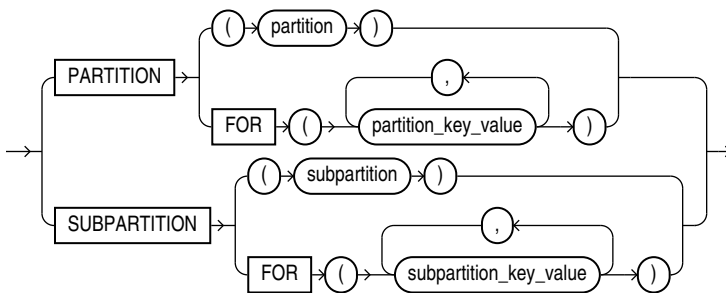 ( partition )
PARTITION
,
FOR ( partition_key_value )
( subpartition )
SUBPARTITION
,
FOR ( subpartition_key_value )